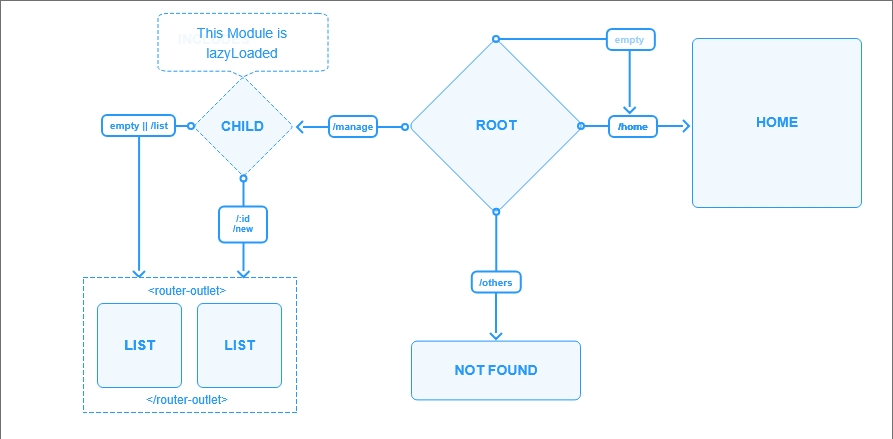 This Module is
lazyLoaded
empty
empty || /list
CHILD
/manage
ROOT
/home
HOME
/:id
/new
<router-outlet>
/others
LIST
LIST
NOT FOUND
</router-outlet>